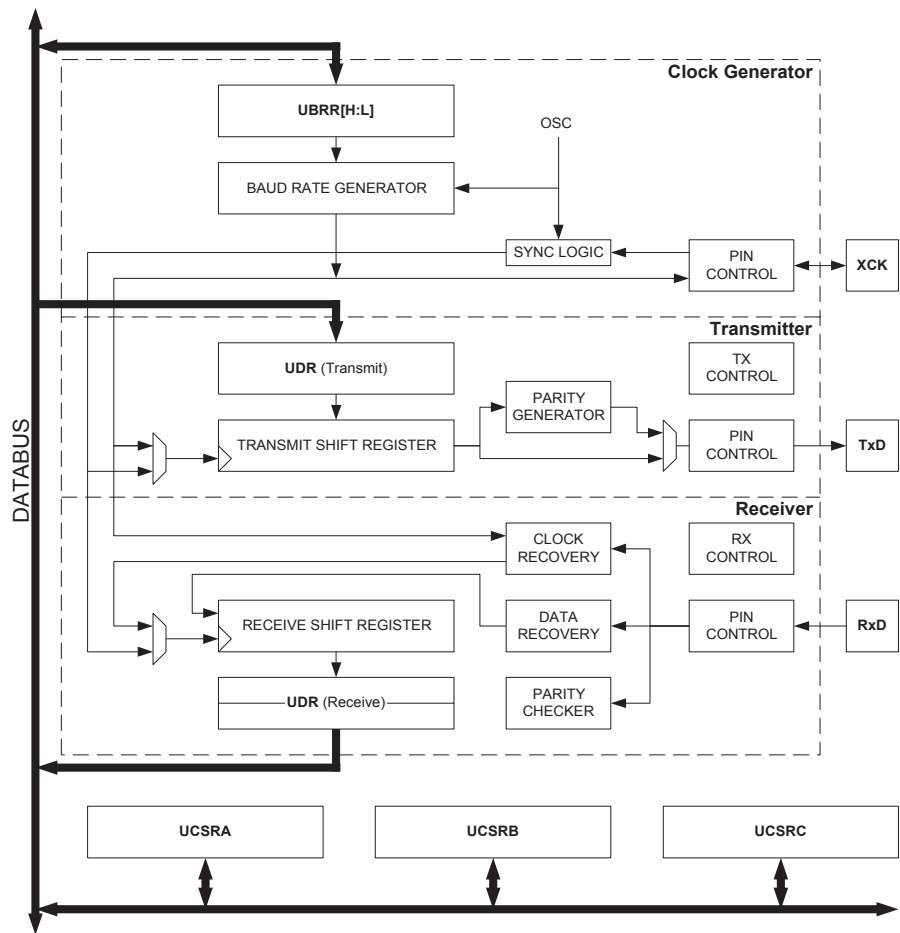 Clock Generator
UBRR[H:L]
OSC
BAUD RATE GENERATOR
SYNC LOGIC
PIN
CONTROL
XCK
Transmitter
UDR (Transmit)
TX
CONTROL
PARITY
GENERATOR
TRANSMIT SHIFT REGISTER
PIN
CONTROL
TxD
DATABUS
Receiver
CLOCK
RECOVERY
RX
CONTROL
RECEIVE SHIFT REGISTER
DATA
RECOVERY
PIN
CONTROL
RxD
UDR (Receive)
PARITY
CHECKER
UCSRA
UCSRB
UCSRC